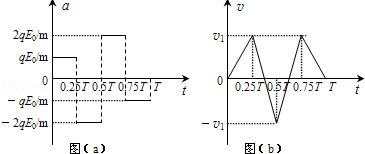 a
2qE₀/m
qE₀/m
0
0.25T 0.5T 0.75T T t
-qE₀/m
-2qE₀/m
图(a)
v
v₁
0
0.25T 0.5T 0.75T T t
-v₁
图(b)